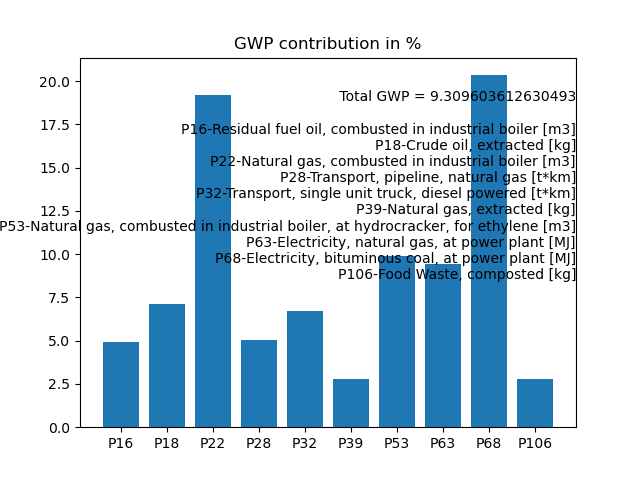 GWP contribution in %
20.0
17.5
15.0
12.5
10.0
7.5
5.0
2.5
0.0
Total GWP = 9.309603612630493
P16-Residual fuel oil, combusted in industrial boiler [m3]
P18-Crude oil, extracted [kg]
P22-Natural gas, combusted in industrial boiler [m3]
P28-Transport, pipeline, natural gas [t*km]
P32-Transport, single unit truck, diesel powered [t*km]
P39-Natural gas, extracted [kg]
P53-Natural gas, combusted in industrial boiler, at hydrocracker, for ethylene [m3]
P63-Electricity, natural gas, at power plant [MJ]
P68-Electricity, bituminous coal, at power plant [MJ]
P106-Food Waste, composted [kg]
P16 P18 P22 P28 P32 P39 P53 P63 P68 P106